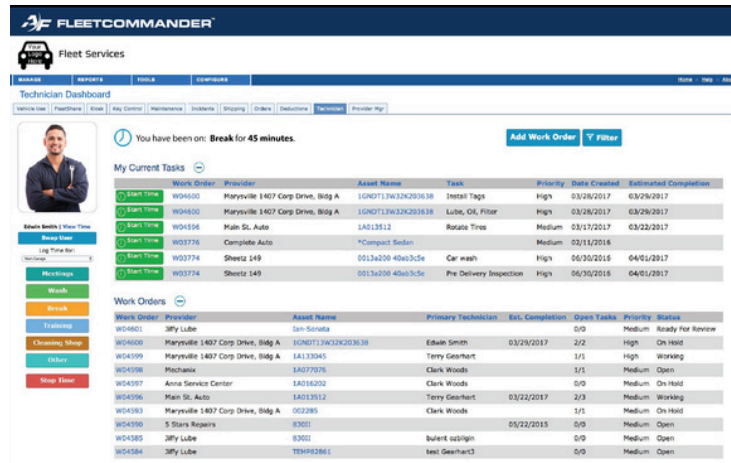 FLEETCOMMANDER
Your Logo Here
Fleet Services
MANAGE REPORTS TOOLS CONFIGURE Home - Help -
Technician Dashboard
Vehicle Use FleetShare Kiosk Key Control Maintenance Incidents Shipping Orders Deductions Technician Provider Mgr
You have been on: Break for 45 minutes.
Add Work Order Filter
My Current Tasks
Work Order Provider Asset Name Task Priority Date Created Estimated Completion
Start Time W04600 Marysville 1407 Corp Drive, Bldg A 1GNDT13W32K203638 Install Tags High 03/28/2017 03/29/2017
Start Time W04600 Marysville 1407 Corp Drive, Bldg A 1GNDT13W32K203638 Lube, Oil, Filter High 03/28/2017 03/29/2017
Start Time W04596 Main St. Auto 1A013512 Rotate Tires Medium 03/17/2017 03/22/2017
Start Time W03776 Complete Auto *Compact Sedan Medium 02/11/2016
Start Time W03774 Sheetz 149 0013a200 40ab3c5e Car wash High 06/30/2016 04/01/2017
Start Time W03774 Sheetz 149 0013a200 40ab3c5e Pre Delivery Inspection High 06/30/2016 04/01/2017
Edwin Smith | View Time
Swap User
Log Time for:
Meetings
Wash
Break
Training
Cleaning Shop
Other
Stop Time
Work Orders
Work Order Provider Asset Name Primary Technician Est. Completion Open Tasks Priority Status
W04601 Jiffy Lube Ian-Sonata 0/0 Medium Ready For Review
W04600 Marysville 1407 Corp Drive, Bldg A 1GNDT13W32K203638 Edwin Smith 03/29/2017 2/2 High On Hold
W04599 Marysville 1407 Corp Drive, Bldg A 1A133045 Terry Gearhart 1/1 High Working
W04598 Mechanix 1A077076 Clark Woods 1/1 Medium Open
W04597 Anna Service Center 1A016202 Clark Woods 0/0 Medium On Hold
W04596 Main St. Auto 1A013512 Terry Gearhart 03/22/2017 2/3 Medium Working
W04593 Marysville 1407 Corp Drive, Bldg A 002285 Clark Woods 1/1 Medium On Hold
W04590 5 Stars Repairs 830II 05/22/2015 0/0 Medium Open
W04585 Jiffy Lube 830II bulent ozbilgin 0/0 Medium Open
W04584 Jiffy Lube TEMP82861 test Gearhart3 0/0 Medium Open